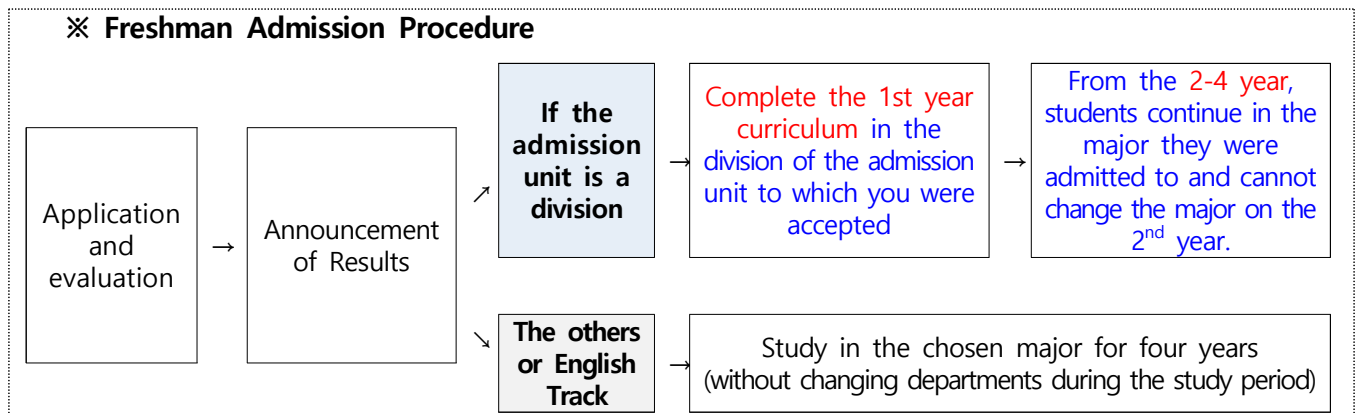 ※ Freshman Admission Procedure
Application
and
evaluation
→
Announcement
of Results
↗
If the
admission
unit is a
division
→
Complete the 1st year
curriculum in the
division of the admission
unit to which you were
accepted
→
From the 2-4 year,
students continue in the
major they were
admitted to and cannot
change the major on the
2nd year.
↘
The others
or English
Track
→
Study in the chosen major for four years
(without changing departments during the study period)